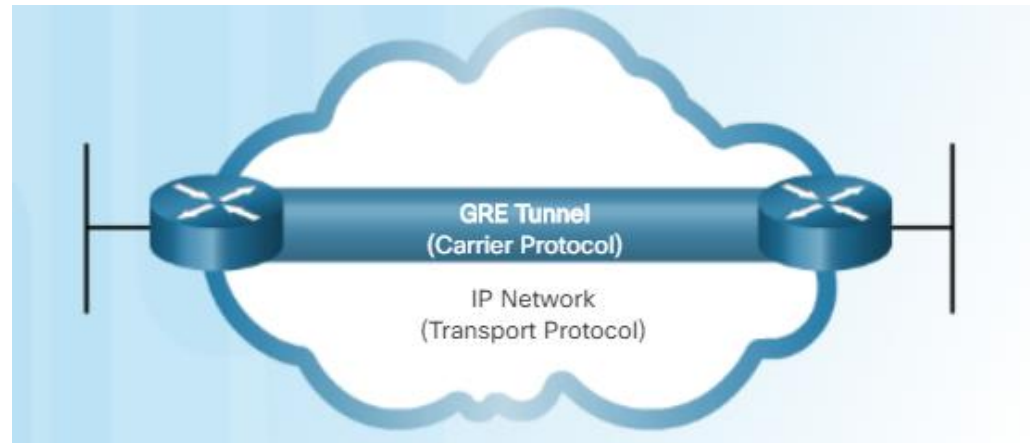 GRE Tunnel
(Carrier Protocol)
IP Network
(Transport Protocol)